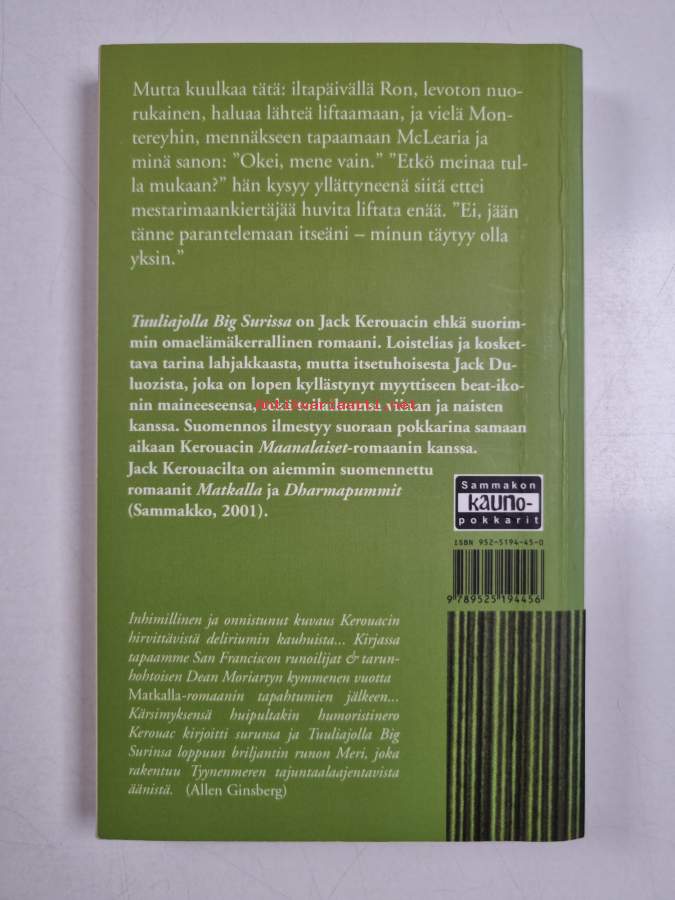 Mutta kuulkaa tätä: iltapäivällä Ron, levoton nuo-
rukainen, haluaa lähteä liftaamaan, ja vielä Mon-
tereyhin, mennäkseen tapaamaan McLearia ja
minä sanon: ”Okei, mene vain.” ”Etkö meinaa tul-
la mukaan?” hän kysyy yllättyneenä siitä ettei
mestarimaankiertäjää huvita liftata enää. ”Ei, jään
tänne parantelemaan itseäni – minun täytyy olla
yksin.”
Tuuliajolla Big Surissa on Jack Kerouacin ehkä suorim-
min omaelämäkerrallinen romaani. Loistelias ja kosket-
tava tarina lahjakkaasta, mutta itsetuhoisesta Jack Du-
luozista, joka on lopen kyllästynyt myyttiseen beat-iko-
nin maineeseensa, ja an ja naisten
antikvariaatti.net
kanssa. Suomennos ilmestyy suoraan pokkarina samaan
aikaan Kerouacin Maanalaiset-romaanin kanssa.
Jack Kerouacilta on aiemmin suomennettu
romaanit Matkalla ja Dharmapummit
(Sammakko, 2001).
Sammakon
kauno-
pokkarit
ISBN 952-5194-45-0
9 789525 194456
Inhimillinen ja onnistunut kuvaus Kerouacin
hirvittävistä deliriumin kauhuista... Kirjassa
tapaamme San Franciscon runoilijat & tarun-
hohtoisen Dean Moriartyn kymmenen vuotta
Matkalla-romaanin tapahtumien jälkeen...
Kärsimyksensä huipultakin humoristinero
Kerouac kirjoitti surunsa ja Tuuliajolla Big
Surinsa loppuun briljantin runon Meri, joka
rakentuu Tyynenmeren tajuntaalaajentavista
äänistä. (Allen Ginsberg)